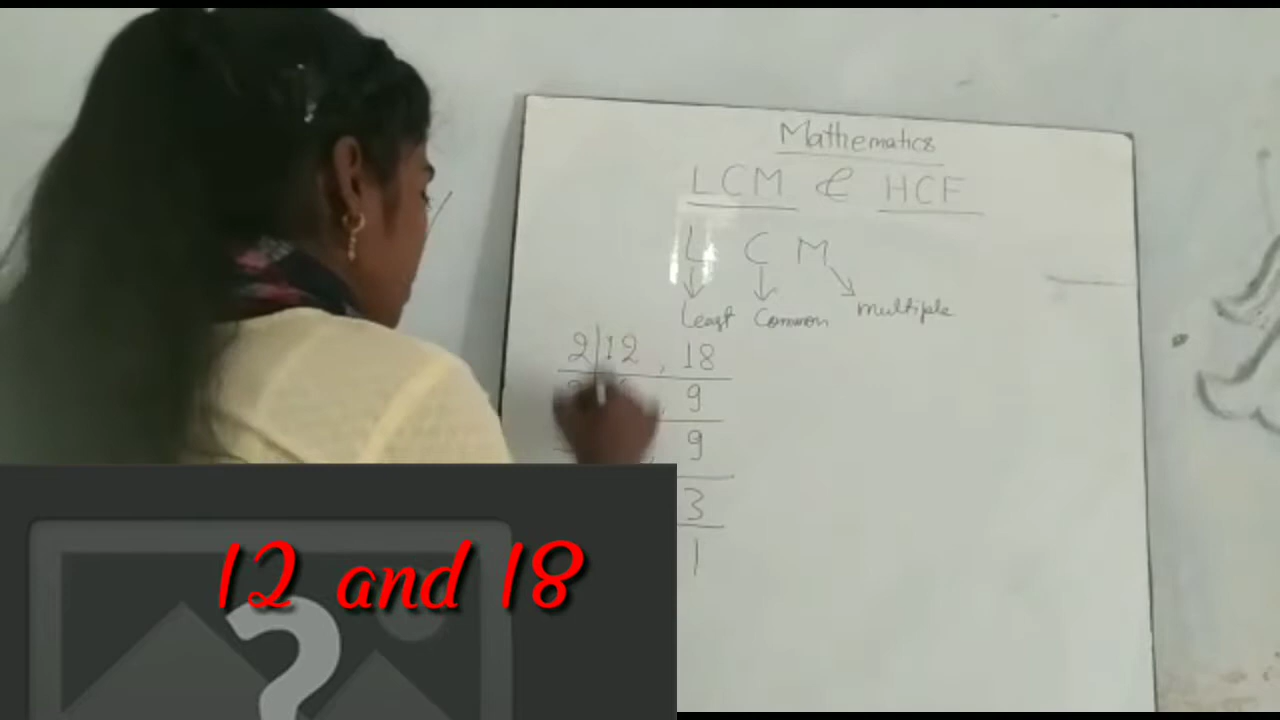 Mathematics
LCM & HCF
L C M
Least Common multiple
2 12 , 18
, 9
, 9
3
1
12 and 18